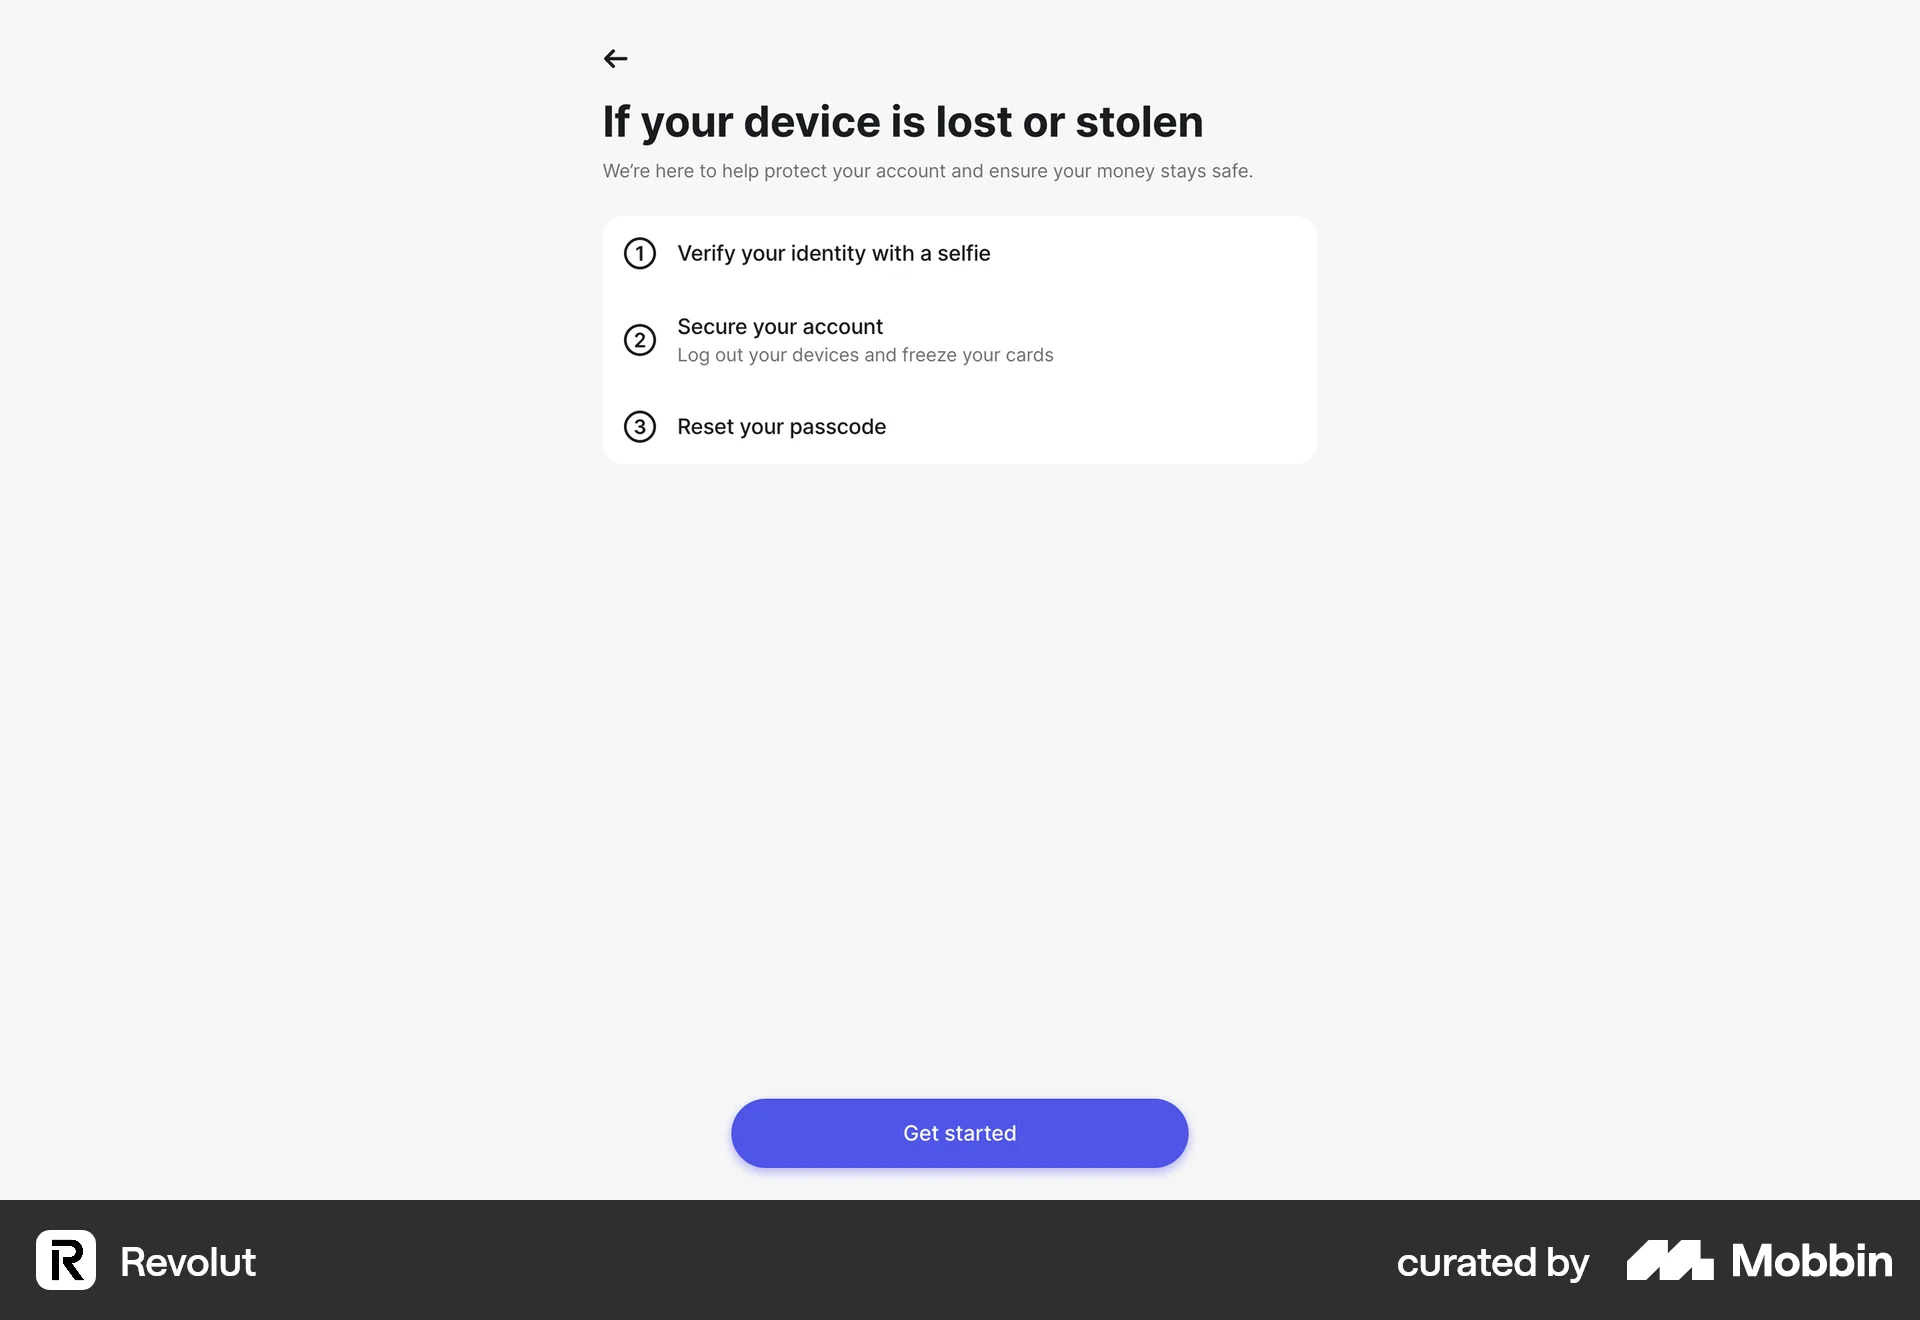 If your device is lost or stolen
We’re here to help protect your account and ensure your money stays safe.
1 Verify your identity with a selfie
2 Secure your account
Log out your devices and freeze your cards
3 Reset your passcode
Get started
R Revolut
curated by Mobbin